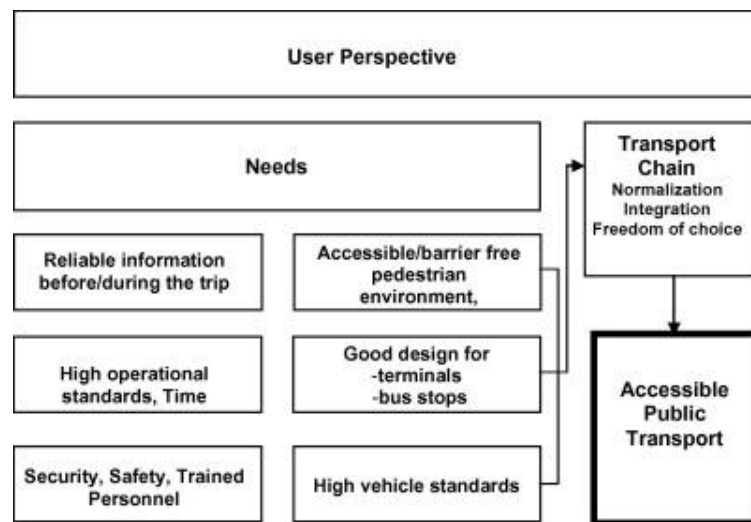 User Perspective
Needs
Transport
Chain
Normalization
Integration
Freedom of choice
Reliable information
before/during the trip
Accessible/barrier free
pedestrian
environment,
High operational
standards, Time
Good design for
-terminals
-bus stops
Accessible
Public
Transport
Security, Safety, Trained
Personnel
High vehicle standards